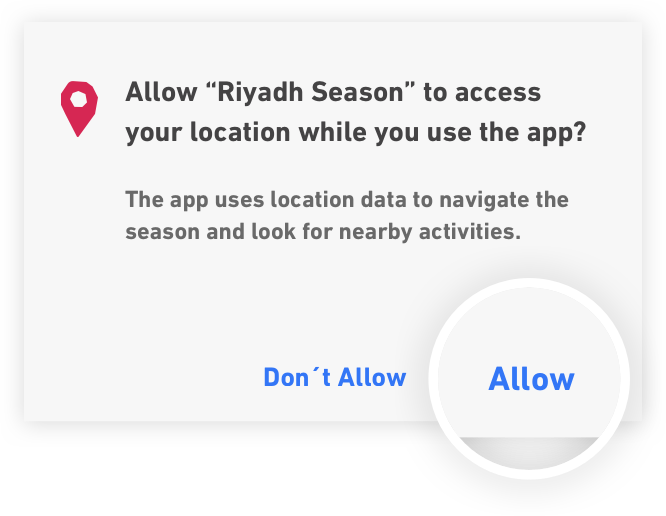 Allow “Riyadh Season” to access
your location while you use the app?
The app uses location data to navigate the
season and look for nearby activities.
Don´t Allow
Allow